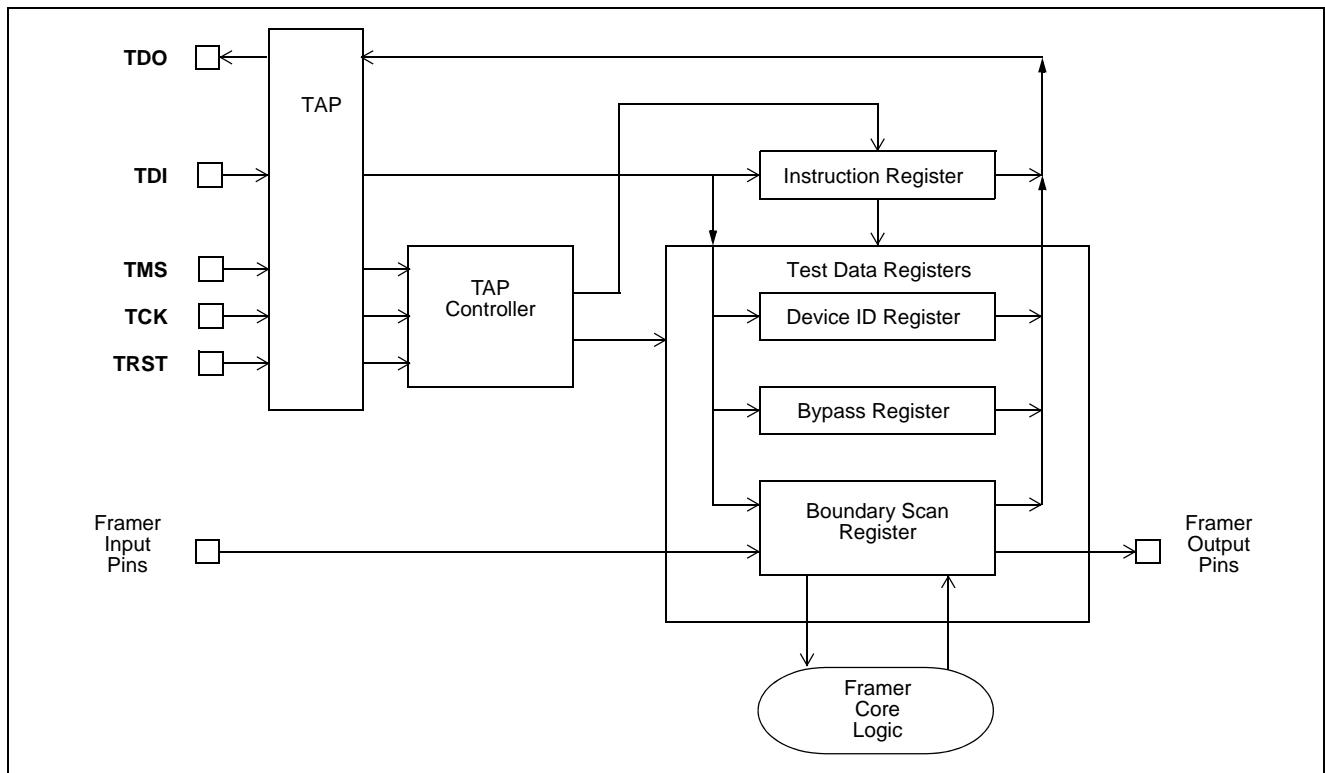 TDO
TAP
TDI
Instruction Register
TMS
Test Data Registers
TAP
Controller
TCK
Device ID Register
TRST
Bypass Register
Boundary Scan
Register
Framer
Input
Pins
Framer
Output
Pins
Framer
Core
Logic